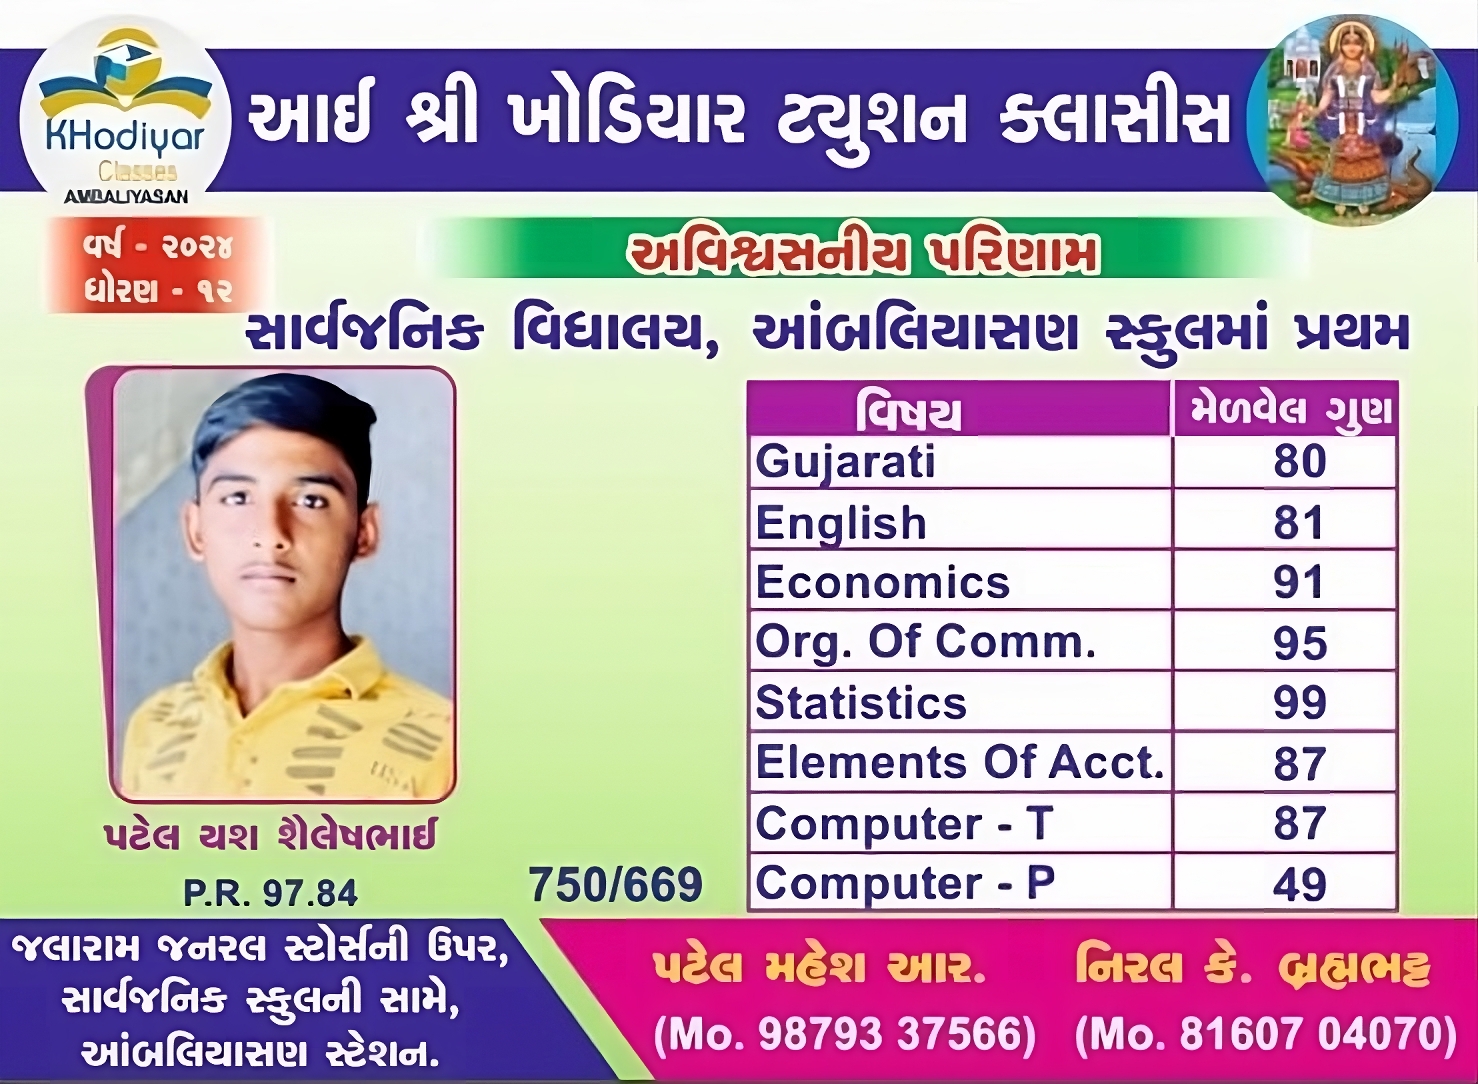 KHodiyar
Classes
AMBALIYASAN
આઈ શ્રી ખોડિયાર ટ્યુશન ક્લાસીસ
વર્ષ - ૨૦૨૪
ધોરણ - ૧૨
અવિશ્વસનીય પરિણામ
સાર્વજનિક વિધાલય, આંબલિયાસણ સ્કુલમાં પ્રથમ
વિષય મેળવેલ ગુણ
Gujarati 80
English 81
Economics 91
Org. Of Comm. 95
Statistics 99
Elements Of Acct. 87
Computer - T 87
Computer - P 49
પટેલ યશ શૈલેષભાઈ
P.R. 97.84
750/669
જલારામ જનરલ સ્ટોર્સની ઉપર,
સાર્વજનિક સ્કુલની સામે,
આંબલિયાસણ સ્ટેશન.
પટેલ મહેશ આર.
(Mo. 98793 37566)
નિરલ કે. બ્રહ્મભટ્ટ
(Mo. 81607 04070)